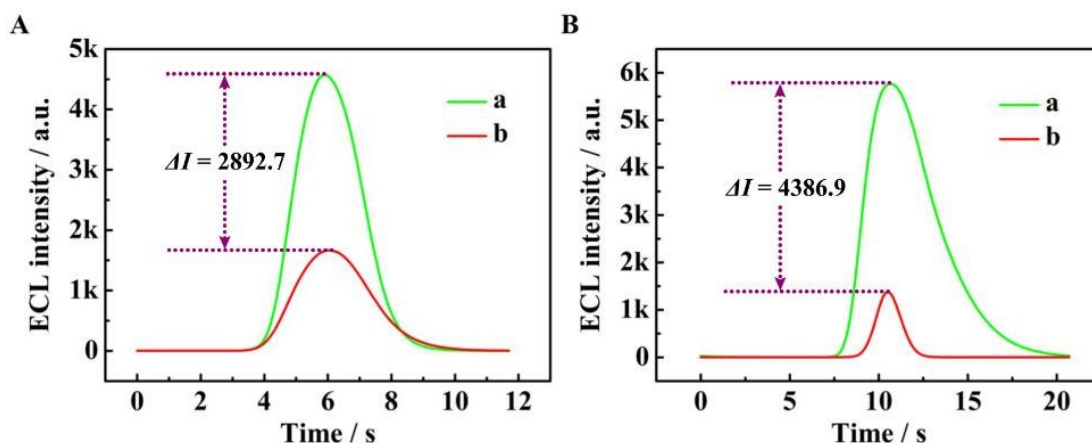 A
5k
4k
3k
2k
1k
0
0 2 4 6 8 10 12
ECL intensity / a.u.
Time / s
a
b
ΔI = 2892.7
B
6k
5k
4k
3k
2k
1k
0
0 5 10 15 20
ECL intensity / a.u.
Time / s
a
b
ΔI = 4386.9